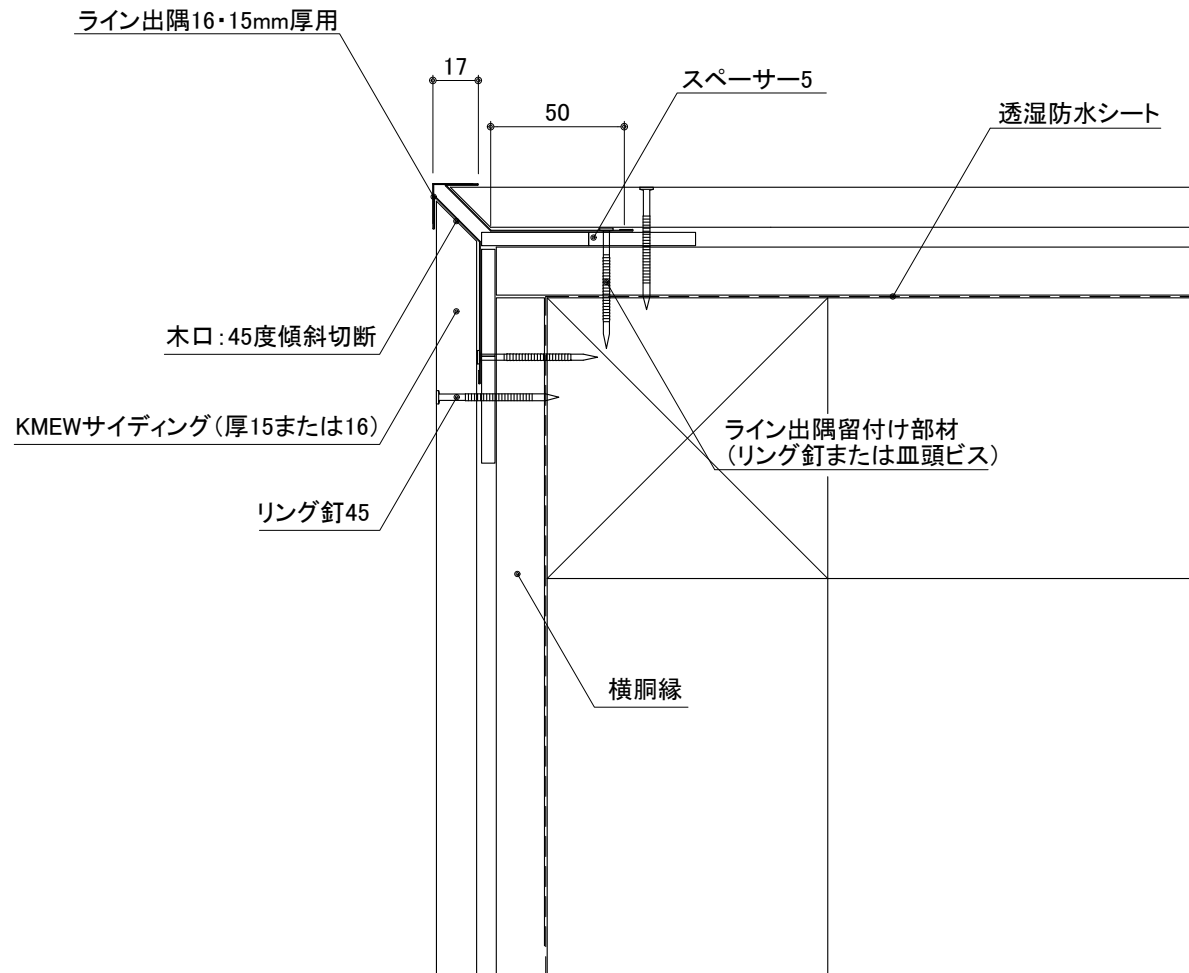 ライン出隅16・15mm厚用
17
スペーサー5
50
透湿防水シート
木口：45度傾斜切断
KMEWサイディング（厚15または16）
ライン出隅留付け部材
（リング釘または皿頭ビス）
リング釘45
横胴縁